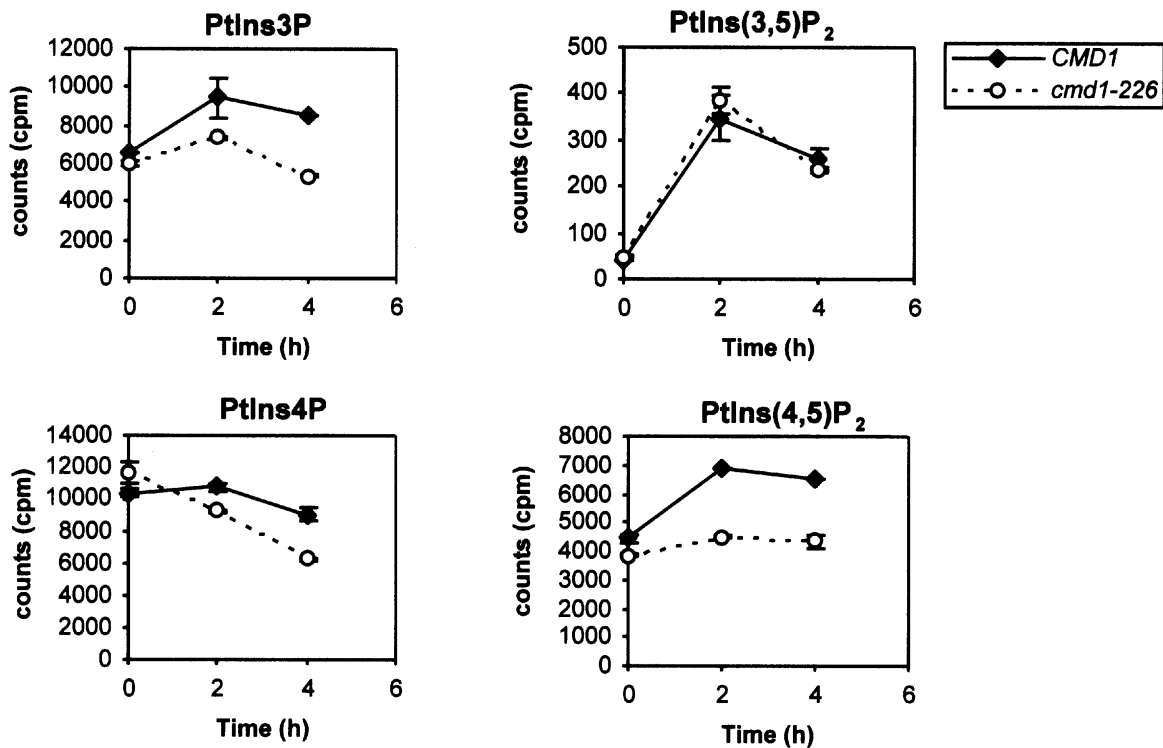 PtIns3P
12000
10000
8000
6000
4000
2000
0
counts (cpm)
0 2 4 6
Time (h)
PtIns(3,5)P2
500
400
300
200
100
0
counts (cpm)
0 2 4 6
Time (h)
CMD1
cmd1-226
PtIns4P
14000
12000
10000
8000
6000
4000
2000
0
counts (cpm)
0 2 4 6
Time (h)
PtIns(4,5)P2
8000
7000
6000
5000
4000
3000
2000
1000
0
counts (cpm)
0 2 4 6
Time (h)